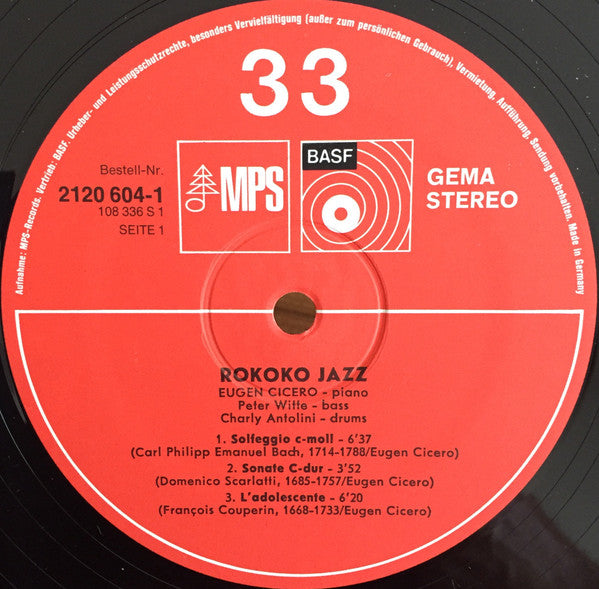 Aufnahme: MPS-Records. Vertrieb: BASF. Urheber- und Leistungsschutzrechte, besonders Vervielfältigung (außer zum persönlichen Gebrauch), Vermietung, Aufführung, Sendung vorbehalten. Made in Germany
33
Bestell-Nr.
2120 604-1
108 336 S 1
SEITE 1
MPS
BASF
GEMA
STEREO
ROKOKO JAZZ
EUGEN CICERO - piano
Peter Witte - bass
Charly Antolini - drums
1. Solfeggio c-moll - 6'37
(Carl Philipp Emanuel Bach, 1714-1788/Eugen Cicero)
2. Sonate C-dur - 3'52
(Domenico Scarlatti, 1685-1757/Eugen Cicero)
3. L'adolescente - 6'20
(François Couperin, 1668-1733/Eugen Cicero)